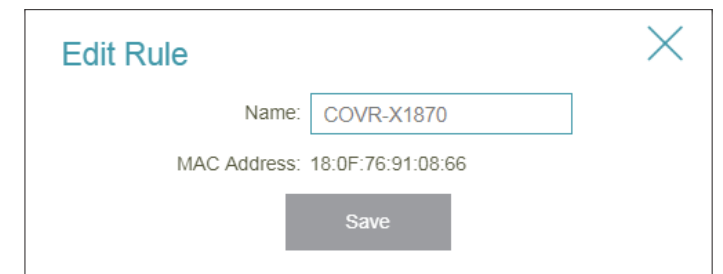 Edit Rule
Name: COVR-X1870
MAC Address: 18:0F:76:91:08:66
Save